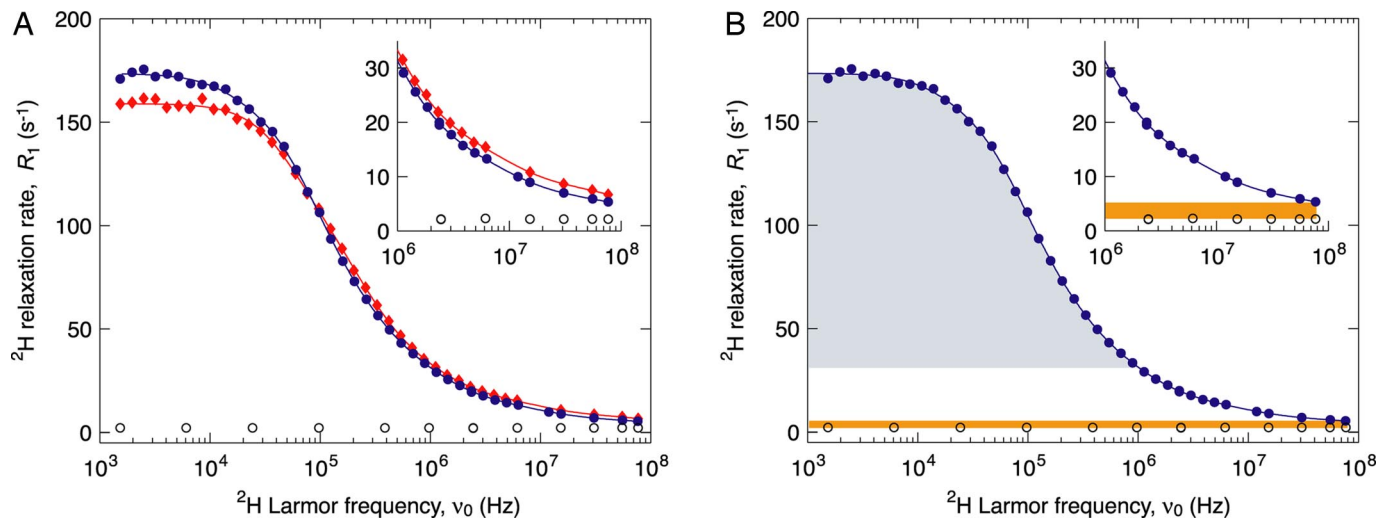 A
200
150
100
50
0
²H relaxation rate, R₁ (s⁻¹)
10³ 10⁴ 10⁵ 10⁶ 10⁷ 10⁸
²H Larmor frequency, ν₀ (Hz)
30
20
10
0
10⁶ 10⁷ 10⁸
B
200
150
100
50
0
²H relaxation rate, R₁ (s⁻¹)
10³ 10⁴ 10⁵ 10⁶ 10⁷ 10⁸
²H Larmor frequency, ν₀ (Hz)
30
20
10
0
10⁶ 10⁷ 10⁸